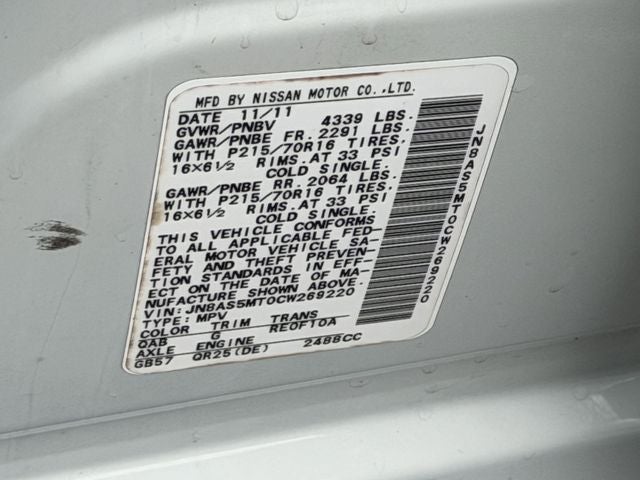 MFD BY NISSAN MOTOR CO.,LTD.
DATE 11/11
GVWR/PNBV 4339 LBS.
GAWR/PNBE FR. 2291 LBS.
WITH P215/70R16 TIRES.
16×6½ RIMS.AT 33 PSI
COLD SINGLE.
GAWR/PNBE RR. 2064 LBS.
WITH P215/70R16 TIRES.
16×6½ RIMS.AT 33 PSI
COLD SINGLE.
THIS VEHICLE CONFORMS
TO ALL APPLICABLE FED-
ERAL MOTOR VEHICLE SA-
FETY AND THEFT PREVEN-
TION STANDARDS IN EFF-
ECT ON THE DATE OF MA-
NUFACTURE SHOWN ABOVE.
VIN: JN8AS5MT0CW269220
TYPE: MPV
COLOR TRIM TRANS
QAB G RE0F10A
AXLE ENGINE
GB57 QR25(DE) 2488CC
JN8AS5MT0CW269220